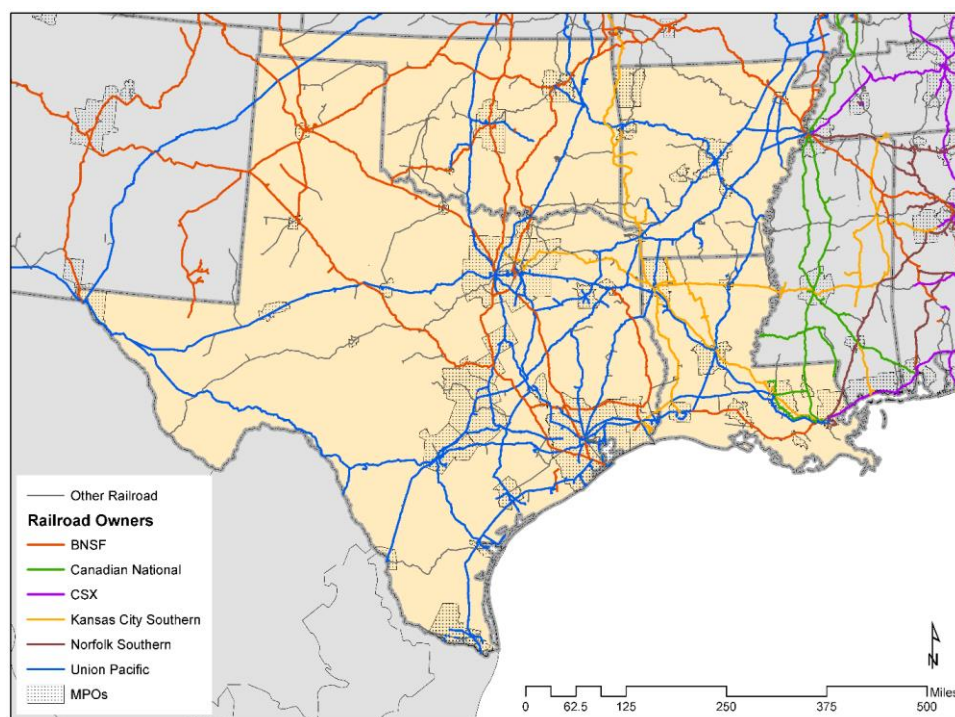 Other Railroad
Railroad Owners
BNSF
Canadian National
CSX
Kansas City Southern
Norfolk Southern
Union Pacific
MPOs
N
Miles
0 62.5 125 250 375 500